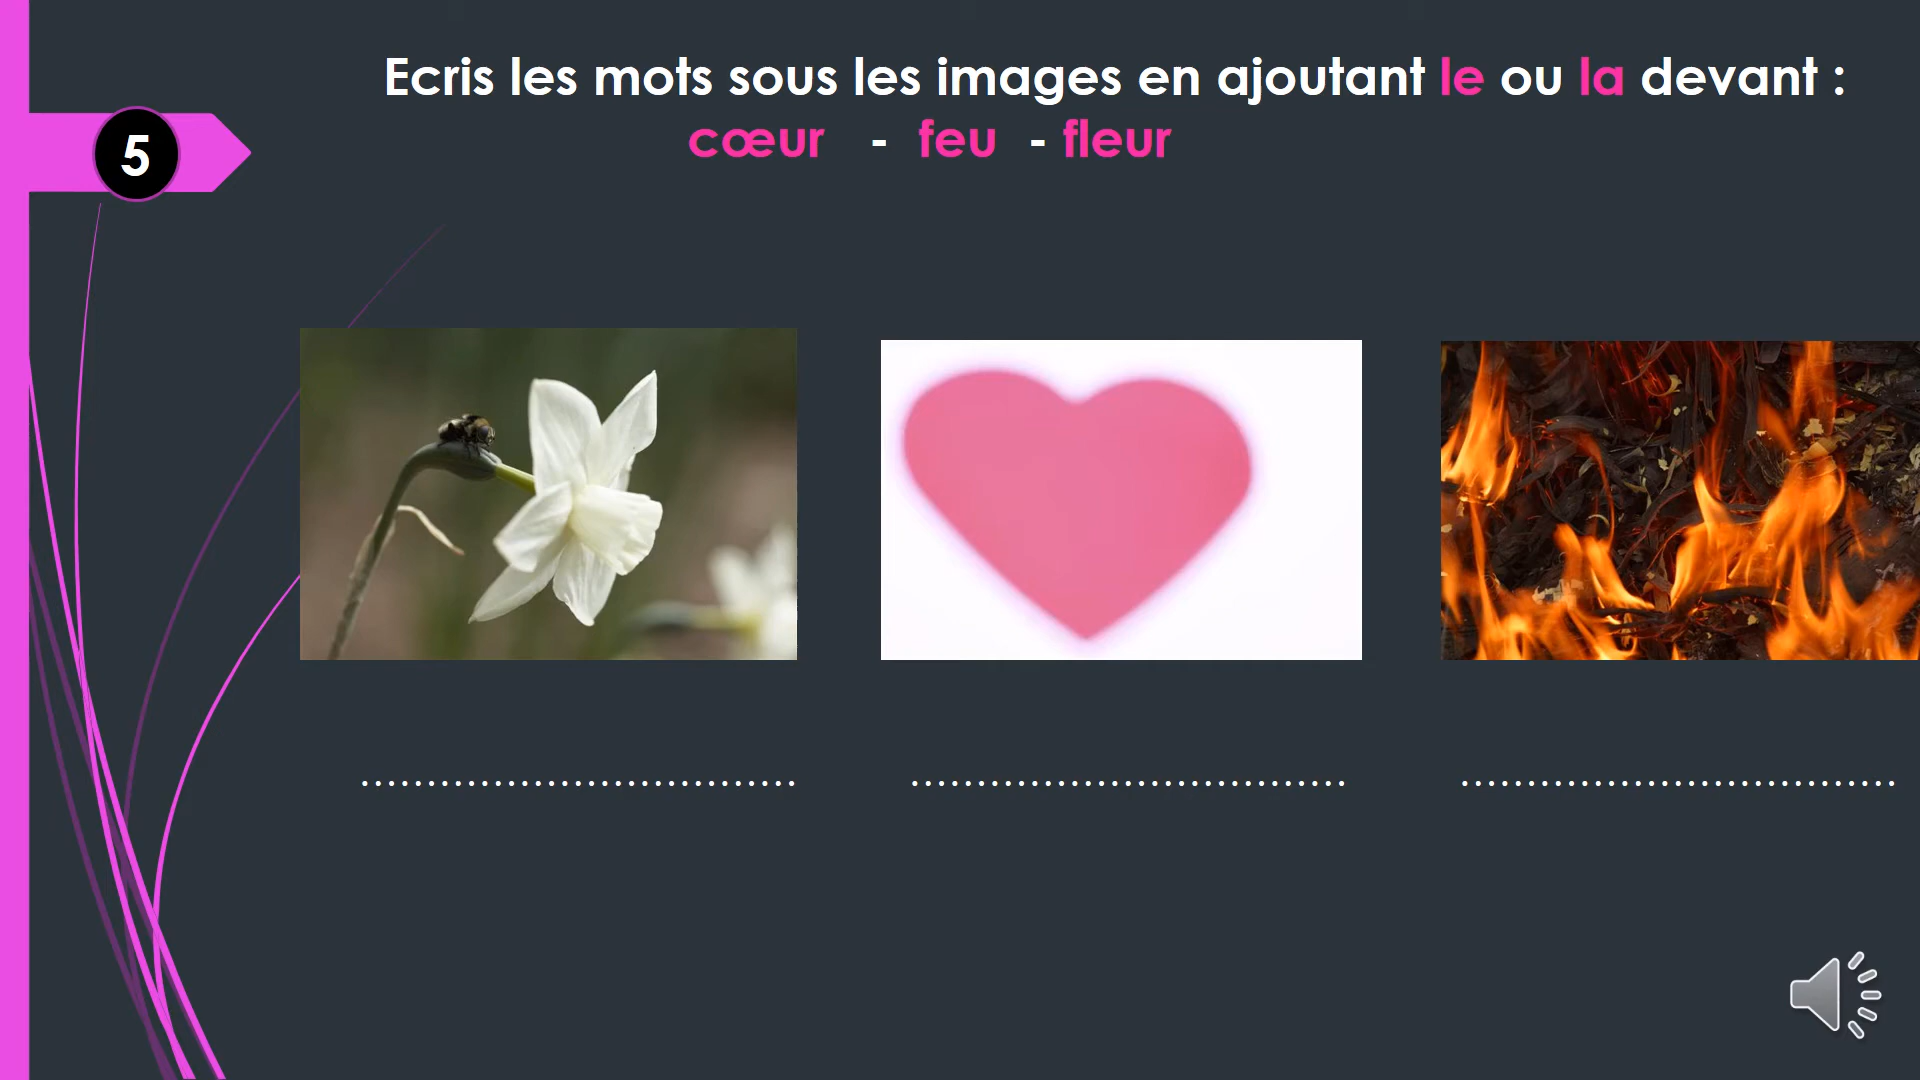 Ecris les mots sous les images en ajoutant le ou la devant :
cœur - feu - fleur
5
.................................
.................................
.................................